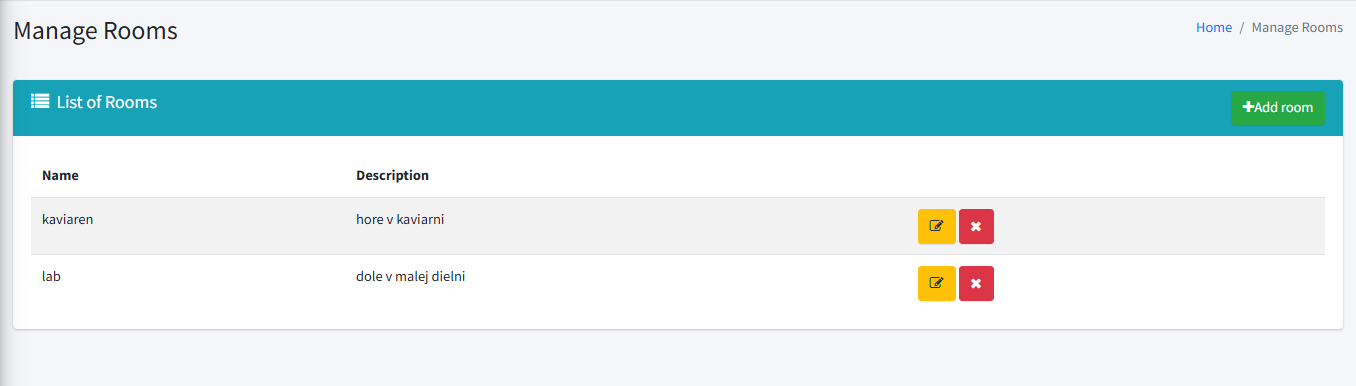 Manage Rooms
Home / Manage Rooms
List of Rooms
Add room
Name Description
kaviaren hore v kaviarni
lab dole v malej dielni